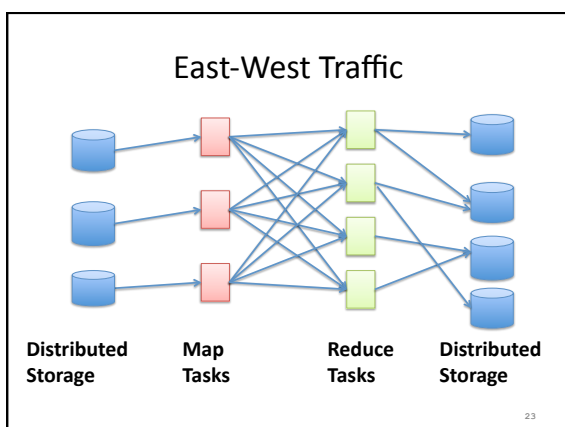 East-West Traffic
Distributed
Storage
Map
Tasks
Reduce
Tasks
Distributed
Storage
23